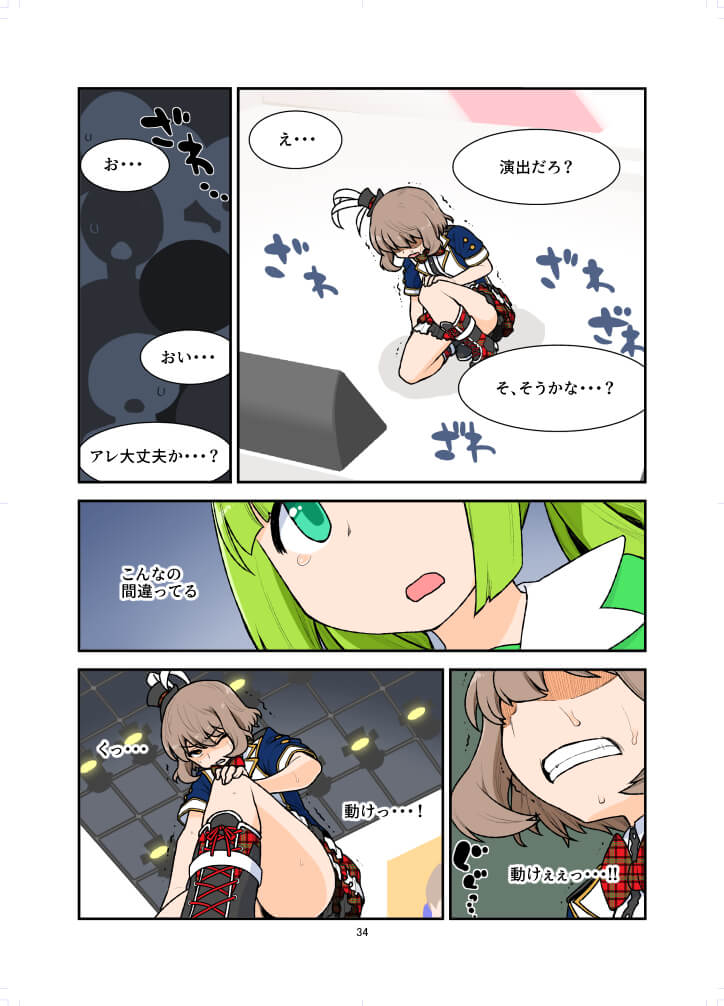 え・・・
演出だろ？
ざわ
ざわ
ざわ
そ、そうかな・・・？
ざわ
ざわ・・・
お・・・
おい・・・
アレ大丈夫か・・・？
こんなの
間違ってる
くっ・・・
動けっ・・・！
ぐぐ
動けぇぇっ・・・!!
34